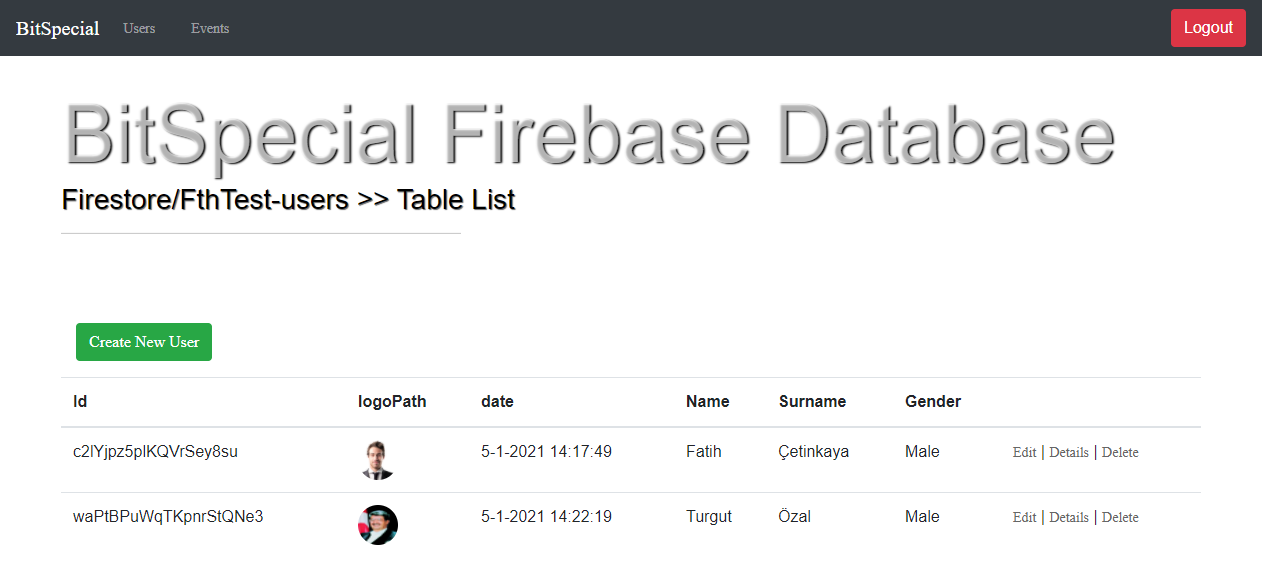 BitSpecial Users Events Logout
BitSpecial Firebase Database
Firestore/FthTest-users >> Table List
Create New User
Id logoPath date Name Surname Gender
c2lYjpz5plKQVrSey8su 5-1-2021 14:17:49 Fatih Çetinkaya Male Edit | Details | Delete
waPtBPuWqTKpnrStQNe3 5-1-2021 14:22:19 Turgut Özal Male Edit | Details | Delete